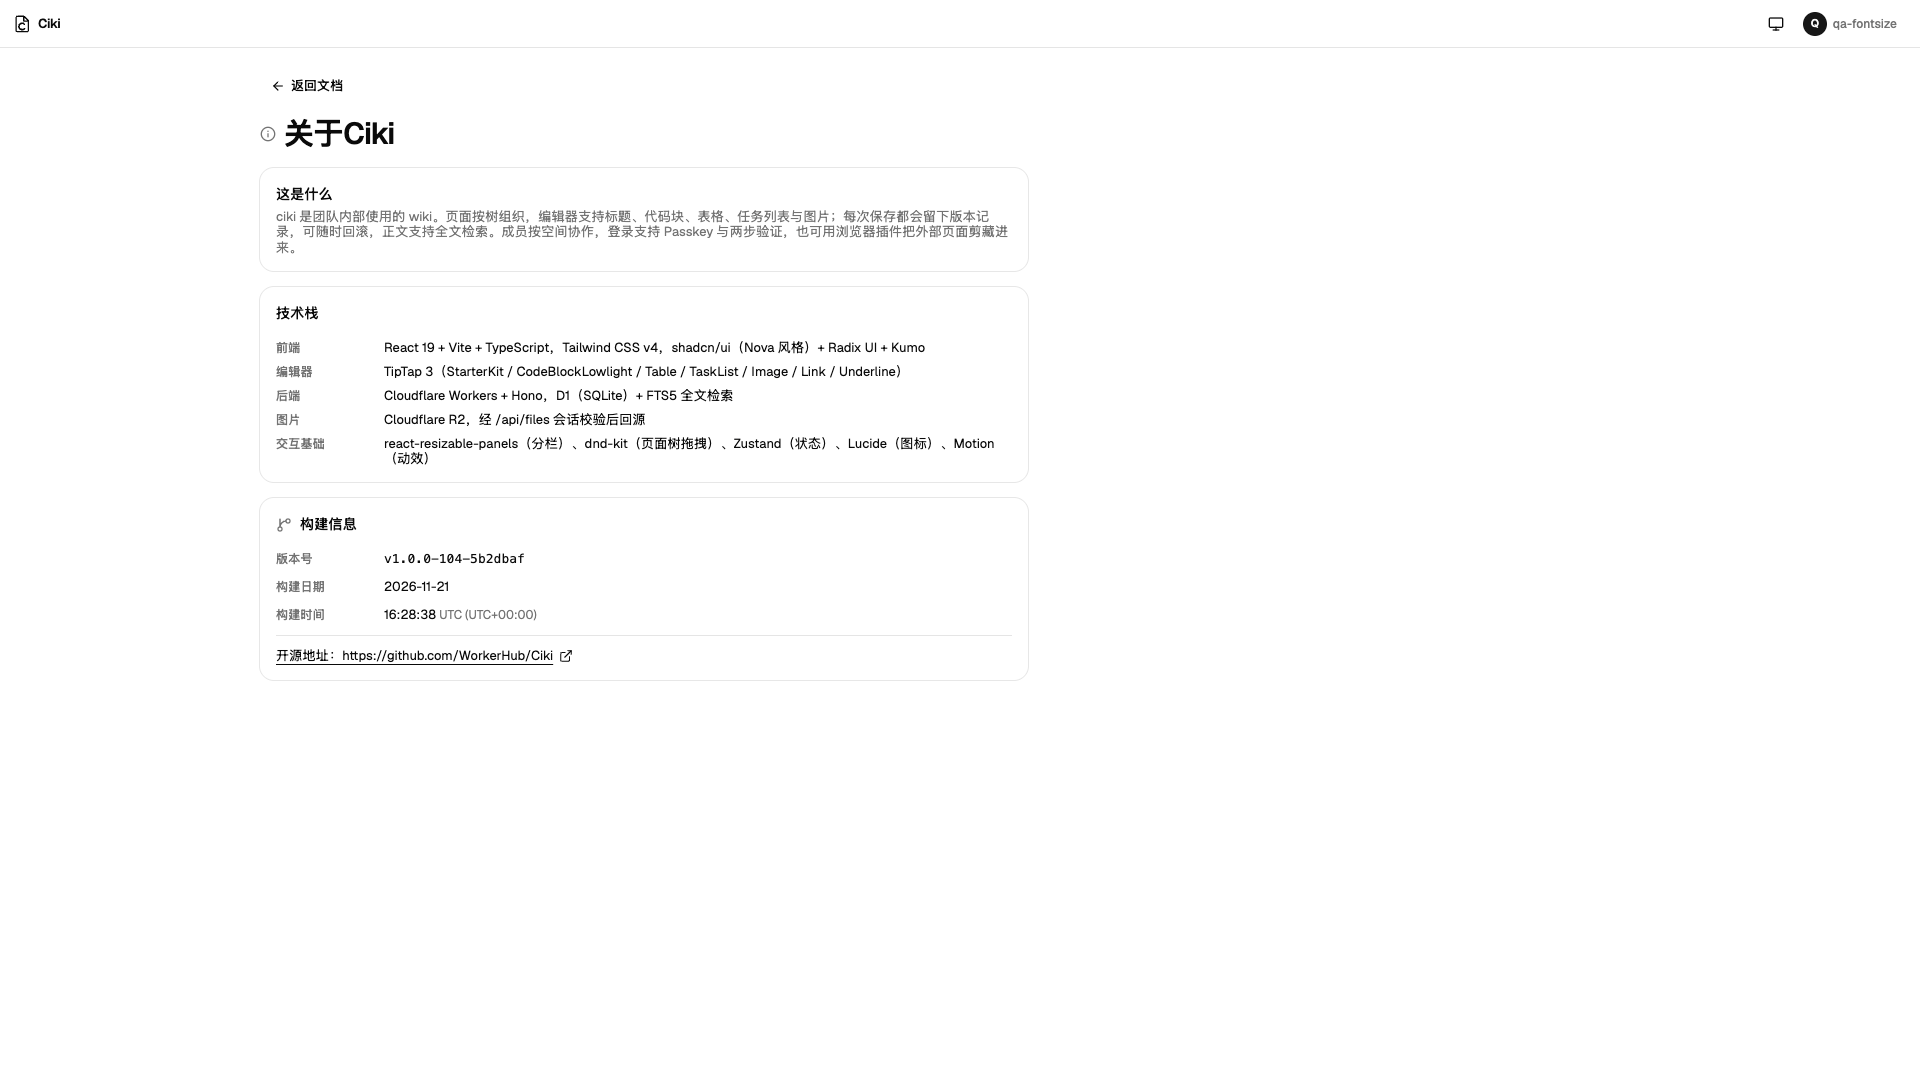 Ciki
qa-fontsize
返回文档
关于Ciki
这是什么
ciki 是团队内部使用的 wiki。页面按树组织，编辑器支持标题、代码块、表格、任务列表与图片；每次保存都会留下版本记
录，可随时回滚，正文支持全文检索。成员按空间协作，登录支持 Passkey 与两步验证，也可用浏览器插件把外部页面剪藏进
来。
技术栈
前端 React 19 + Vite + TypeScript，Tailwind CSS v4，shadcn/ui（Nova 风格）+ Radix UI + Kumo
编辑器 TipTap 3（StarterKit / CodeBlockLowlight / Table / TaskList / Image / Link / Underline）
后端 Cloudflare Workers + Hono，D1（SQLite）+ FTS5 全文检索
图片 Cloudflare R2，经 /api/files 会话校验后回源
交互基础 react-resizable-panels（分栏）、dnd-kit（页面树拖拽）、Zustand（状态）、Lucide（图标）、Motion
（动效）
构建信息
版本号 v1.0.0-104-5b2dbaf
构建日期 2026-11-21
构建时间 16:28:38 UTC (UTC+00:00)
开源地址：https://github.com/WorkerHub/Ciki